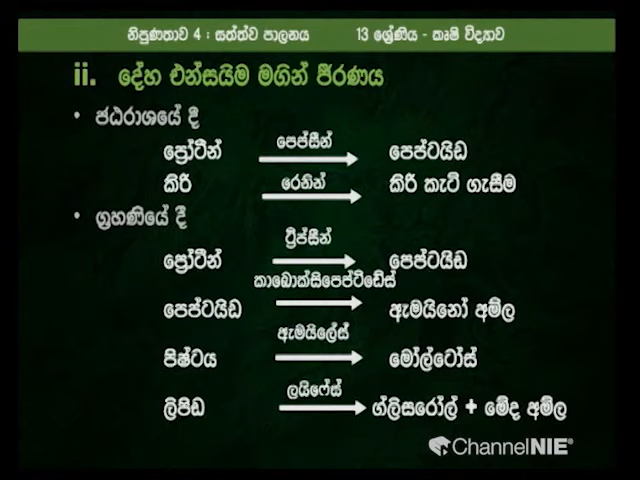 නිපුණතාව 4 : සත්ත්ව පාලනය 13 ශ්‍රේණිය - කෘෂි විද්‍යාව
ii. දේහ එන්සයිම මගින් ජීරණය
• ජඨරාශයේ දී
ප්‍රෝටීන් පෙප්සීන් පෙප්ටයිඩ
කිරි රෙනින් කිරි කැටි ගැසීම
• ග්‍රහණියේ දී
ප්‍රෝටීන් ට්‍රිප්සීන් පෙප්ටයිඩ
පෙප්ටයිඩ කාබොක්සිපෙප්ටිඩේස් ඇමයිනෝ අම්ල
පිෂ්ටය ඇමයිලේස් මෝල්ටෝස්
ලිපිඩ ලයිෆේස් ග්ලිසරෝල් + මේද අම්ල
ChannelNIE®